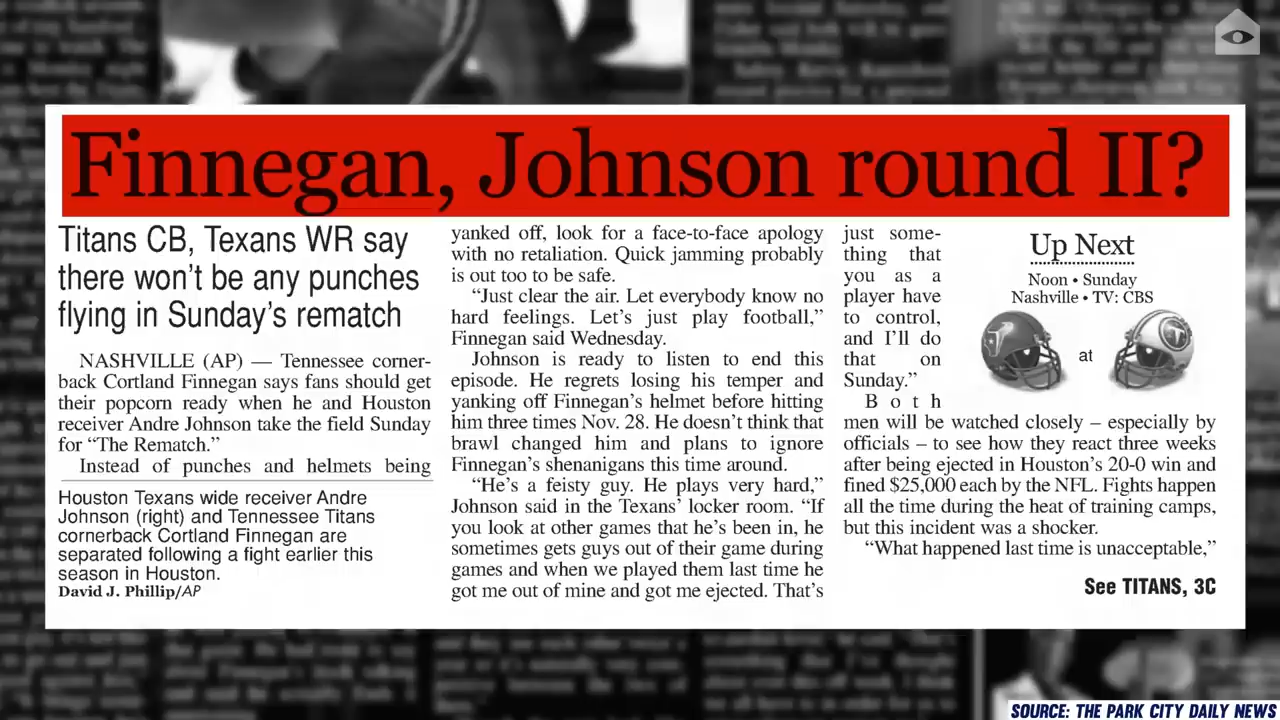 Finnegan, Johnson round II?
Titans CB, Texans WR say
there won't be any punches
flying in Sunday's rematch
NASHVILLE (AP) — Tennessee corner-
back Cortland Finnegan says fans should get
their popcorn ready when he and Houston
receiver Andre Johnson take the field Sunday
for “The Rematch.”
Instead of punches and helmets being
Houston Texans wide receiver Andre
Johnson (right) and Tennessee Titans
cornerback Cortland Finnegan are
separated following a fight earlier this
season in Houston.
David J. Phillip/AP
yanked off, look for a face-to-face apology
with no retaliation. Quick jamming probably
is out too to be safe.
“Just clear the air. Let everybody know no
hard feelings. Let's just play football,”
Finnegan said Wednesday.
Johnson is ready to listen to end this
episode. He regrets losing his temper and
yanking off Finnegan's helmet before hitting
him three times Nov. 28. He doesn't think that
brawl changed him and plans to ignore
Finnegan's shenanigans this time around.
“He's a feisty guy. He plays very hard,”
Johnson said in the Texans' locker room. “If
you look at other games that he's been in, he
sometimes gets guys out of their game during
games and when we played them last time he
got me out of mine and got me ejected. That's
just some-
thing that
you as a
player have
to control,
and I'll do
that on
Sunday.”
Both
men will be watched closely – especially by
officials – to see how they react three weeks
after being ejected in Houston's 20-0 win and
fined $25,000 each by the NFL. Fights happen
all the time during the heat of training camps,
but this incident was a shocker.
“What happened last time is unacceptable,”
See TITANS, 3C
Up Next
Noon • Sunday
Nashville • TV: CBS
at
SOURCE: THE PARK CITY DAILY NEWS